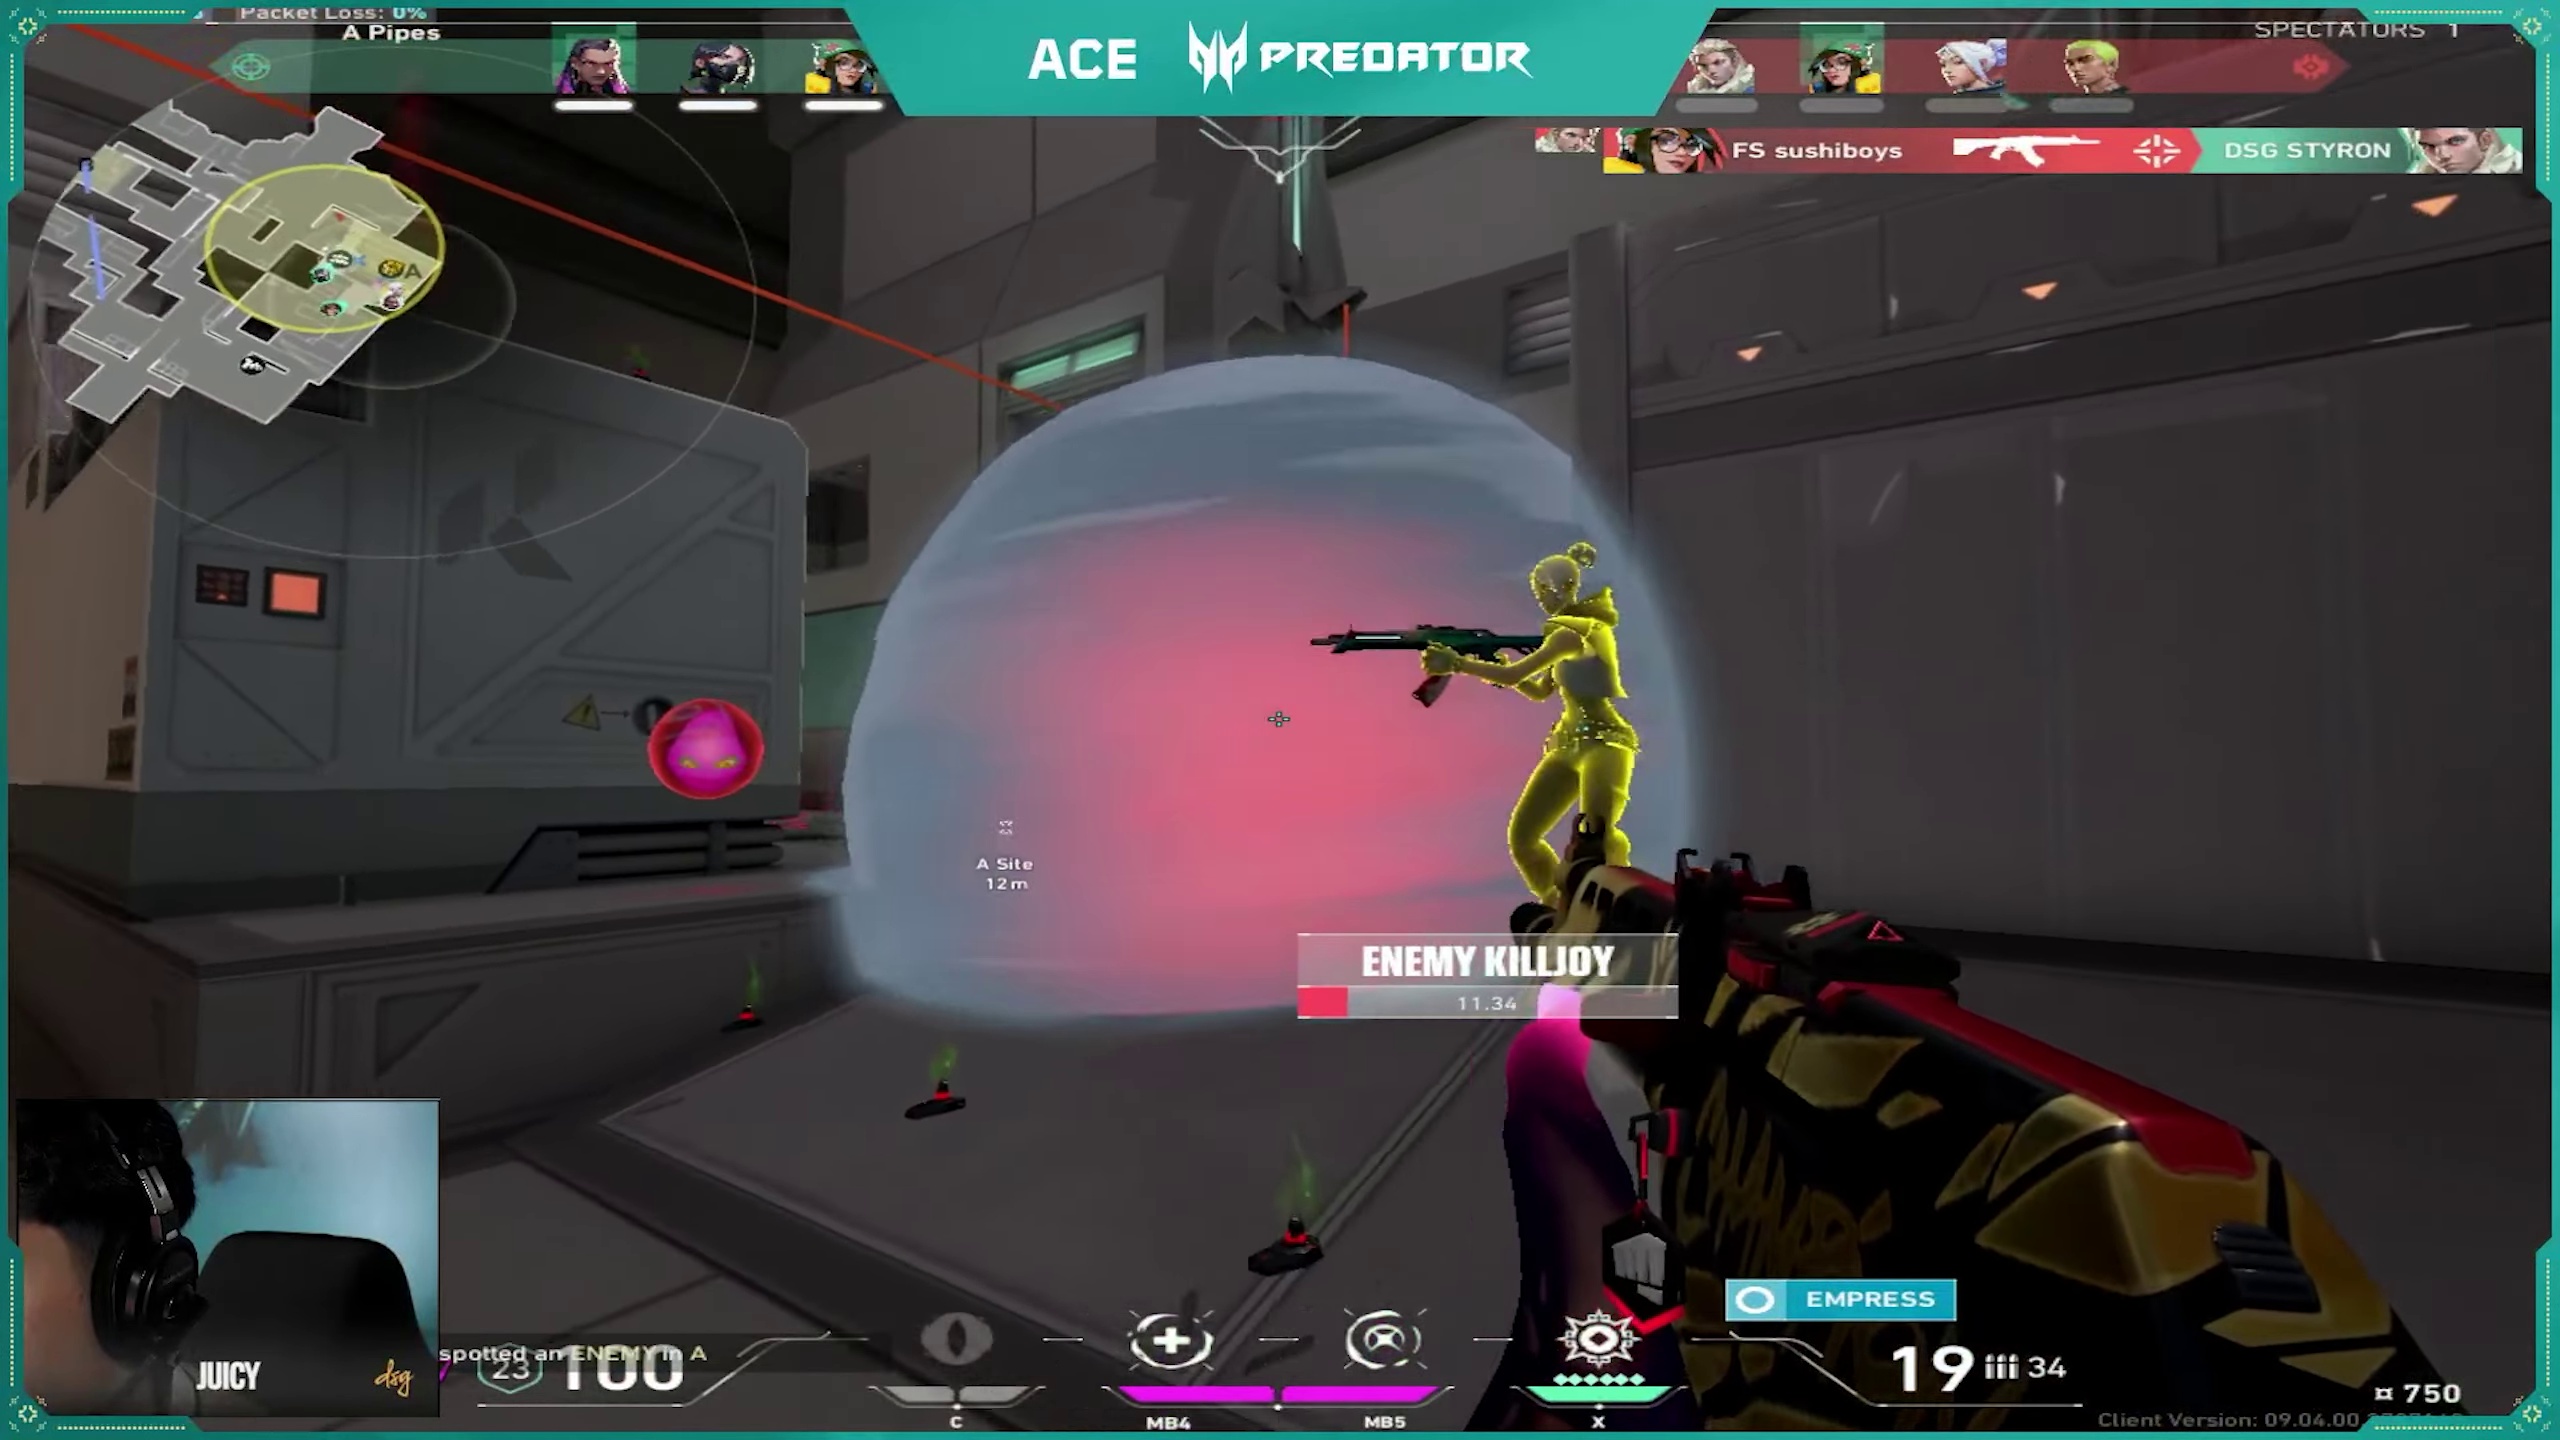 Packet Loss: 0%
A Pipes
ACE PREDATOR
SPECTATORS 1
FS sushiboys
DSG STYRON
A
A Site
12m
ENEMY KILLJOY
11.34
EMPRESS
spotted an ENEMY in A
JUICY
dsg
23
100
19
34
750
C
MB4
MB5
X
Client Version: 09.04.00